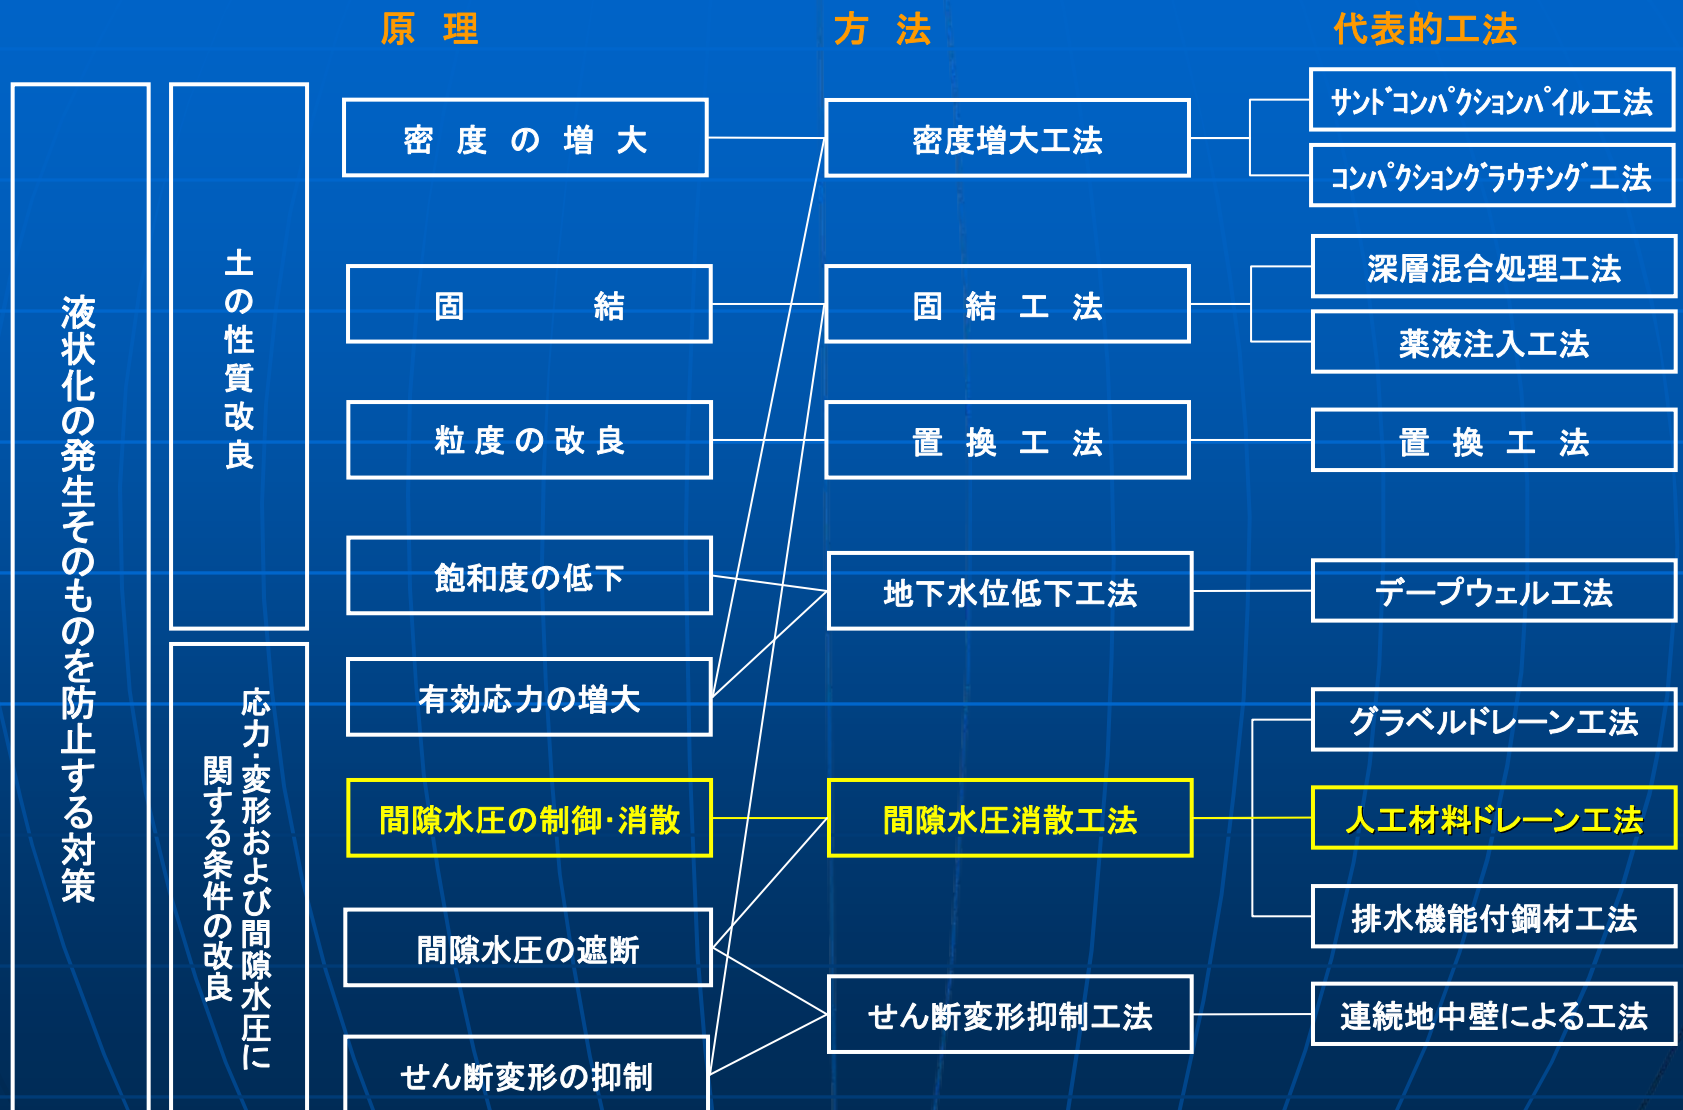 原　理
方　法
代表的工法
液状化の発生そのものを防止する対策
土の性質改良
応力・変形および間隙水圧に
関する条件の改良
密度の増大
固　結
粒度の改良
飽和度の低下
有効応力の増大
間隙水圧の制御・消散
間隙水圧の遮断
せん断変形の抑制
密度増大工法
固結工法
置換工法
地下水位低下工法
間隙水圧消散工法
せん断変形抑制工法
ｻﾝﾄﾞｺﾝﾊﾟｸｼｮﾝﾊﾟｲﾙ工法
ｺﾝﾊﾟｸｼｮﾝｸﾞﾗｳﾁﾝｸﾞ工法
深層混合処理工法
薬液注入工法
置換工法
デープウェル工法
グラベルドレーン工法
人工材料ドレーン工法
排水機能付鋼材工法
連続地中壁による工法